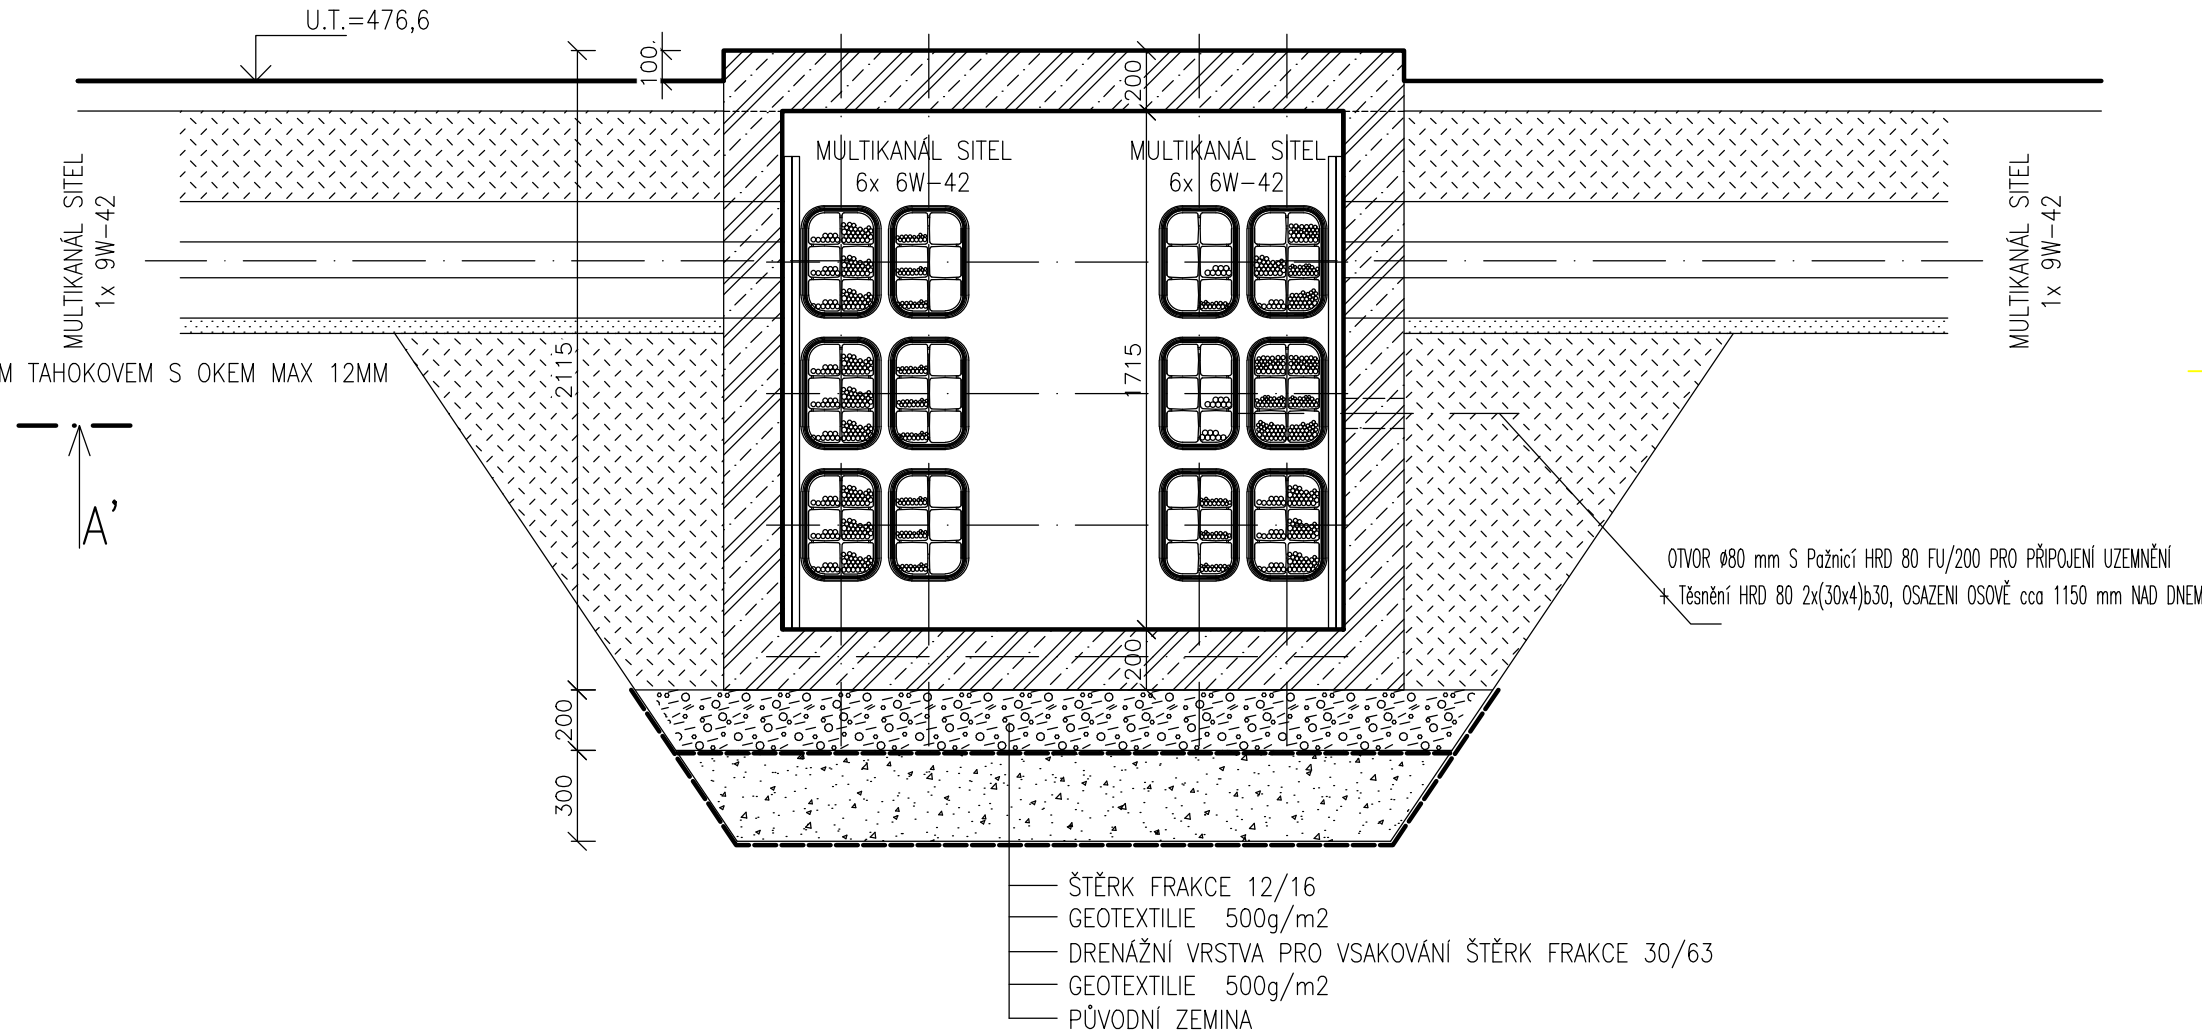 U.T.=476,6
100
200
MULTIKANÁL SITEL
6x 6W-42
MULTIKANÁL SITEL
6x 6W-42
MULTIKANÁL SITEL
1x 9W-42
MULTIKANÁL SITEL
1x 9W-42
2115
1715
M TAHOKOVEM S OKEM MAX 12MM
A'
OTVOR Ø80 mm S Pažnicí HRD 80 FU/200 PRO PŘIPOJENÍ UZEMNĚNÍ
+ Těsnění HRD 80 2x(30x4)b30, OSAZENI OSOVĚ cca 1150 mm NAD DNEM
200
200
300
ŠTĚRK FRAKCE 12/16
GEOTEXTILIE 500g/m2
DRENÁŽNÍ VRSTVA PRO VSAKOVÁNÍ ŠTĚRK FRAKCE 30/63
GEOTEXTILIE 500g/m2
PŮVODNÍ ZEMINA